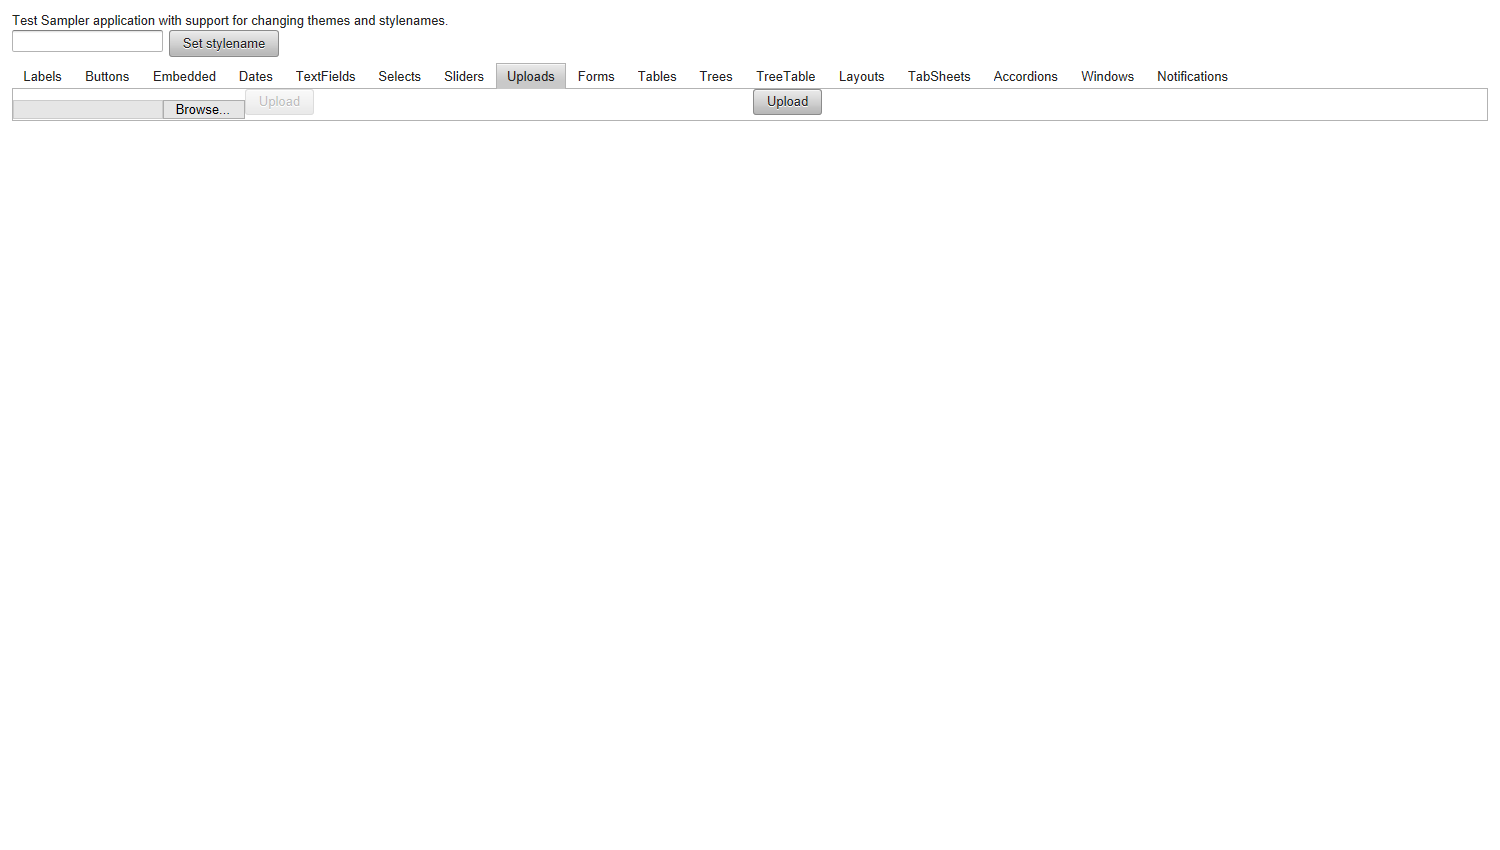 Test Sampler application with support for changing themes and stylenames.
Set stylename
Labels Buttons Embedded Dates TextFields Selects Sliders Uploads Forms Tables Trees TreeTable Layouts TabSheets Accordions Windows Notifications
Browse... Upload Upload